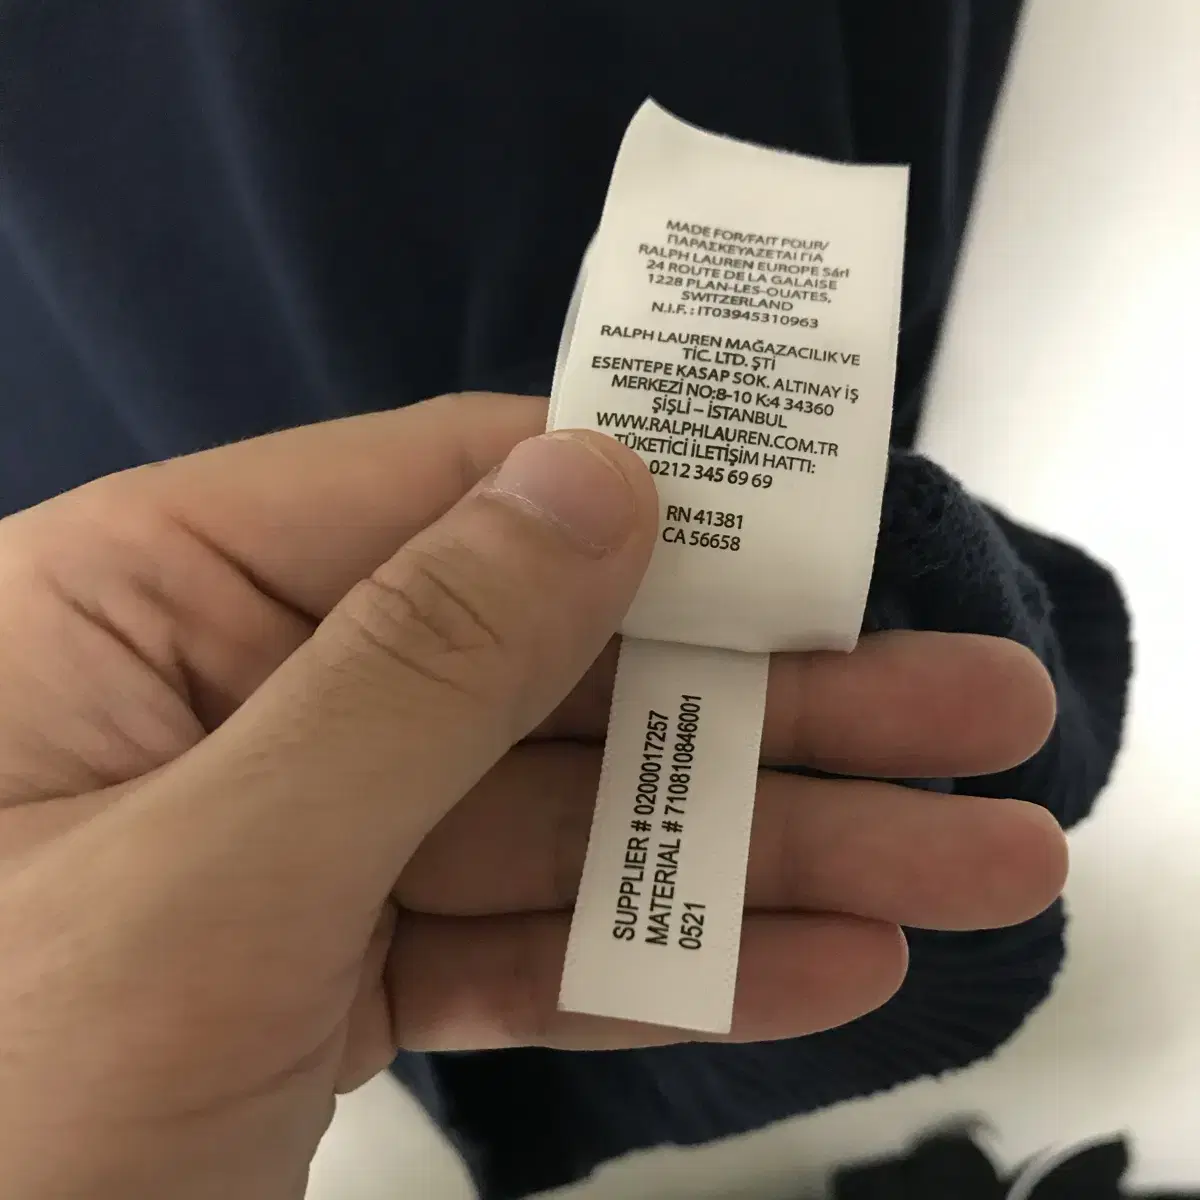 MADE FOR/FAIT POUR/
ΠΑΡΑΣΚΕΥΑΖΕΤΑΙ ΓΙΑ
RALPH LAUREN EUROPE Sárl
24 ROUTE DE LA GALAISE
1228 PLAN-LES-OUATES,
SWITZERLAND
N.I.F. : IT03945310963
RALPH LAUREN MAĞAZACILIK VE
TİC. LTD. ŞTİ
ESENTEPE KASAP SOK. ALTINAY İŞ
MERKEZİ NO:8-10 K:4 34360
ŞİŞLİ – İSTANBUL
WWW.RALPHLAUREN.COM.TR
TÜKETİCİ İLETİŞİM HATTI:
0212 345 69 69
RN 41381
CA 56658
SUPPLIER # 0200017257
MATERIAL # 710810846001
0521